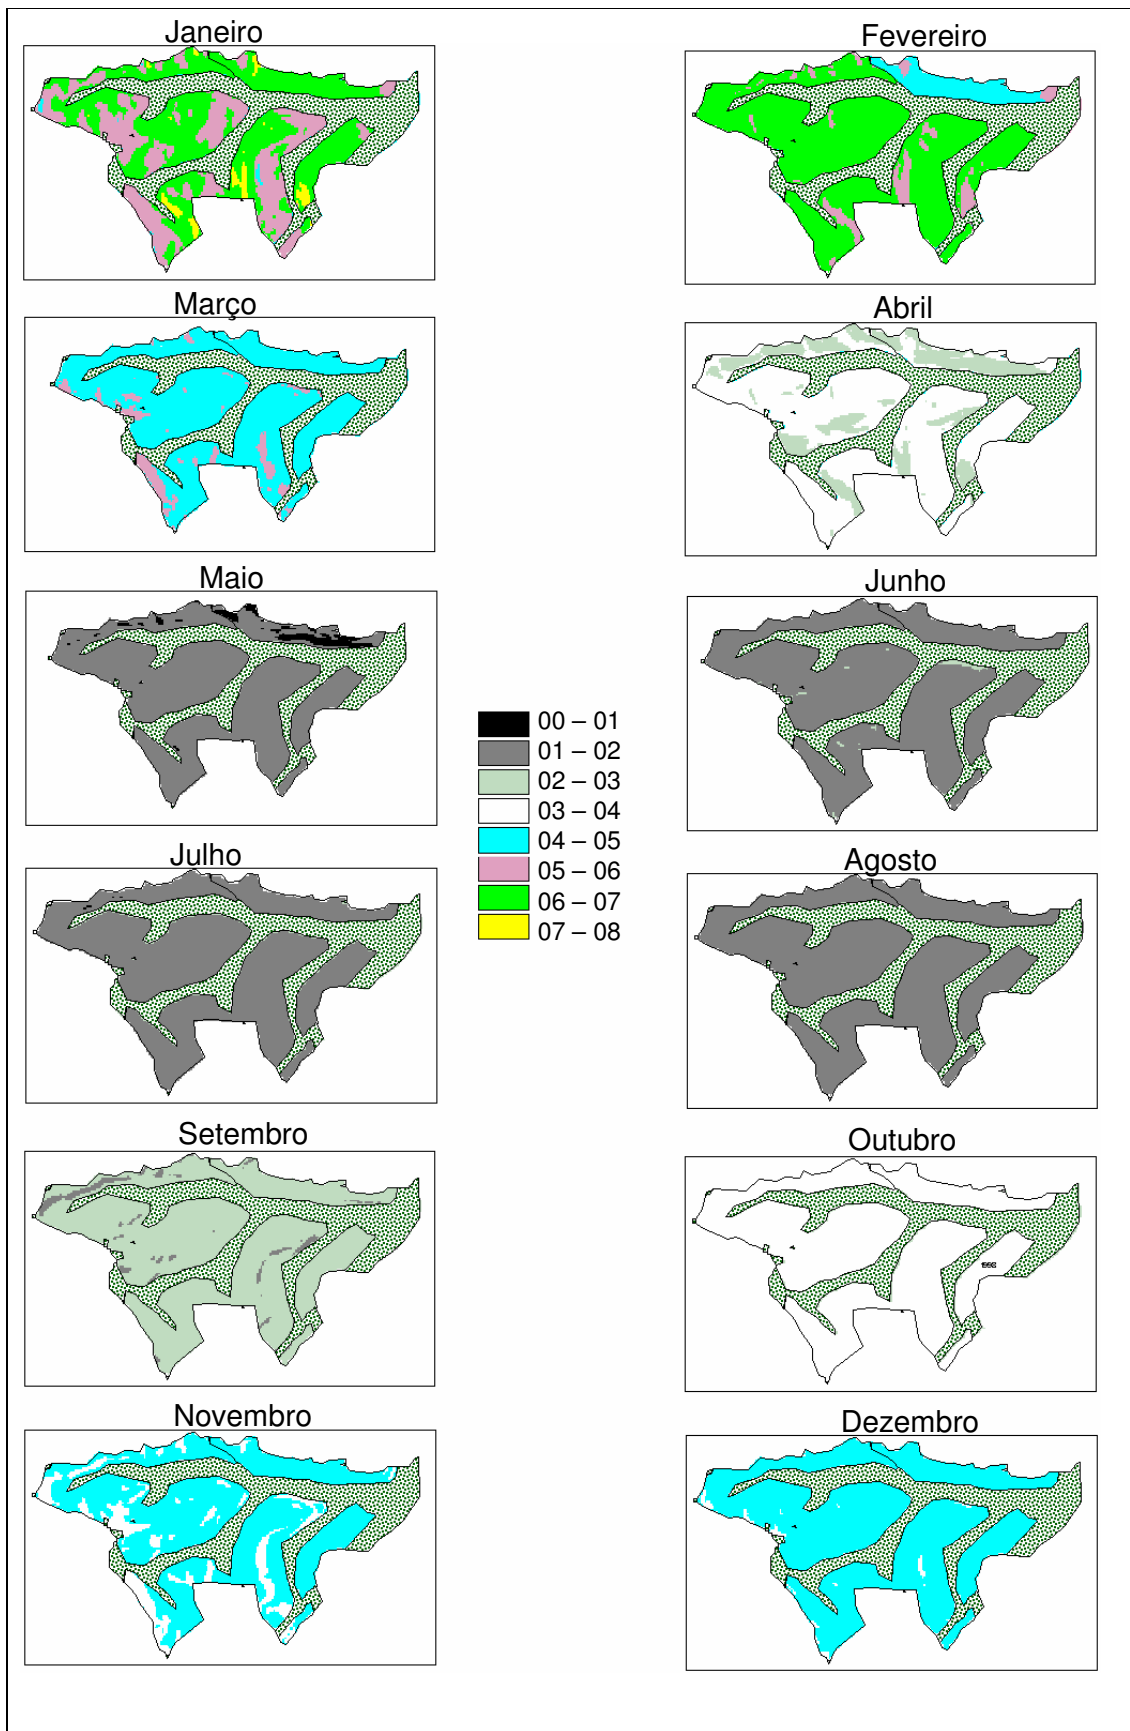 Janeiro
Fevereiro
Março
Abril
Maio
Junho
00 – 01
01 – 02
02 – 03
03 – 04
04 – 05
05 – 06
06 – 07
07 – 08
Julho
Agosto
Setembro
Outubro
Novembro
Dezembro